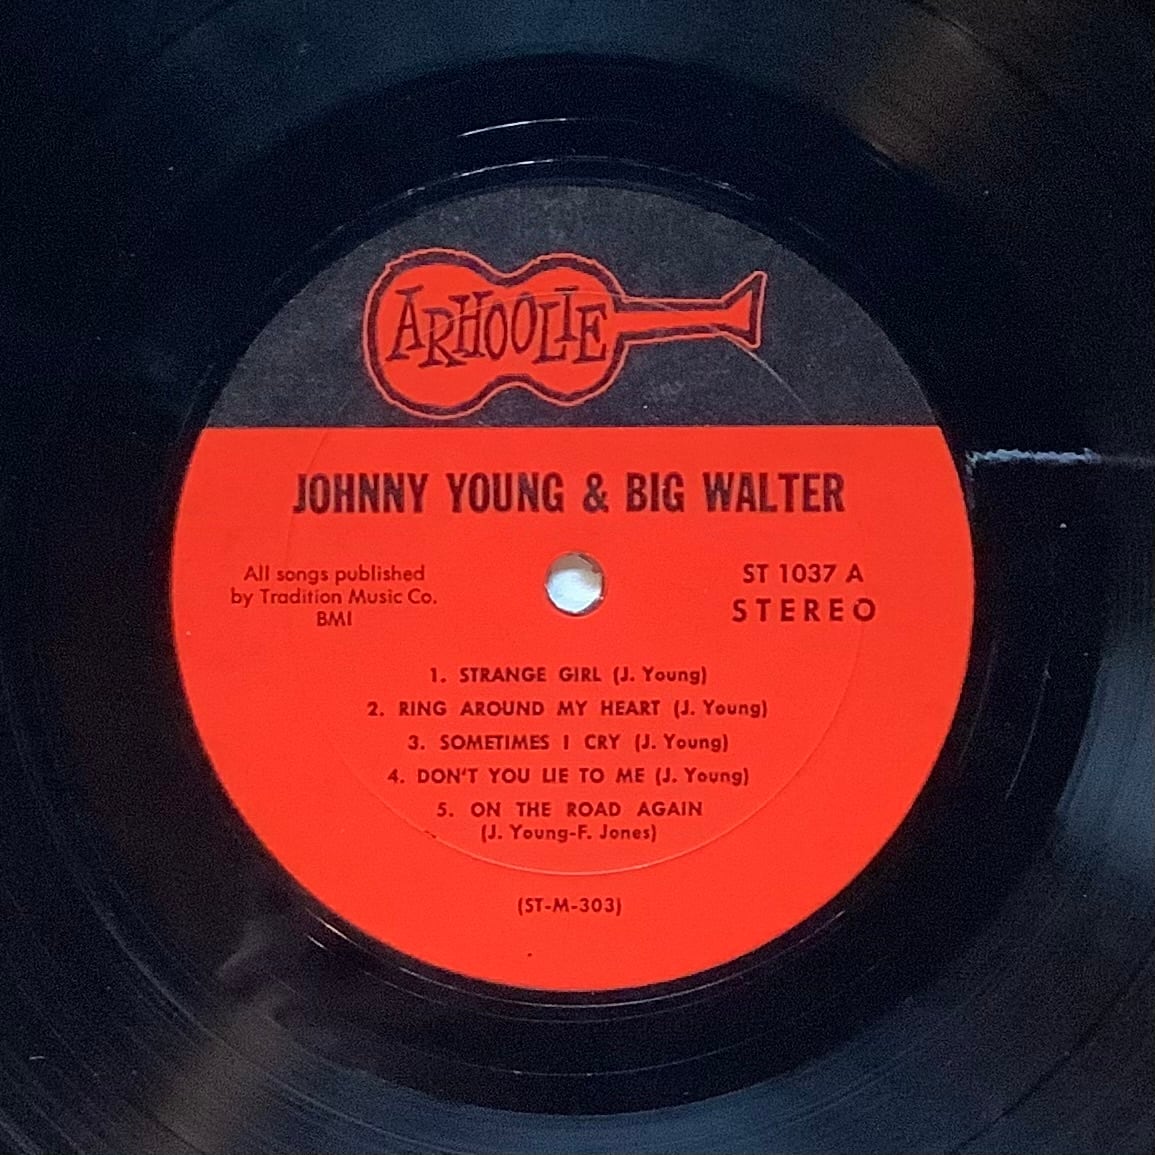 ARHOOLIE
JOHNNY YOUNG & BIG WALTER
All songs published
by Tradition Music Co.
BMI
ST 1037 A
STEREO
1. STRANGE GIRL (J. Young)
2. RING AROUND MY HEART (J. Young)
3. SOMETIMES I CRY (J. Young)
4. DON'T YOU LIE TO ME (J. Young)
5. ON THE ROAD AGAIN
(J. Young-F. Jones)
(ST-M-303)